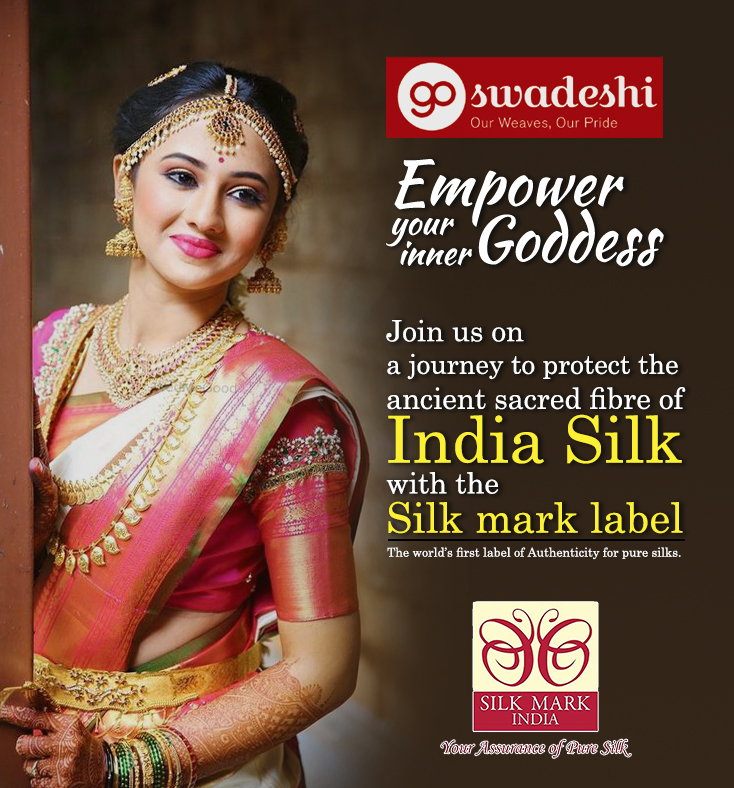 go swadeshi
Our Weaves, Our Pride
Empower
your
inner Goddess
Join us on
a journey to protect the
ancient sacred fibre of
India Silk
with the
Silk mark label
The world's first label of Authenticity for pure silks.
SILK MARK
INDIA
Your Assurance of Pure Silk